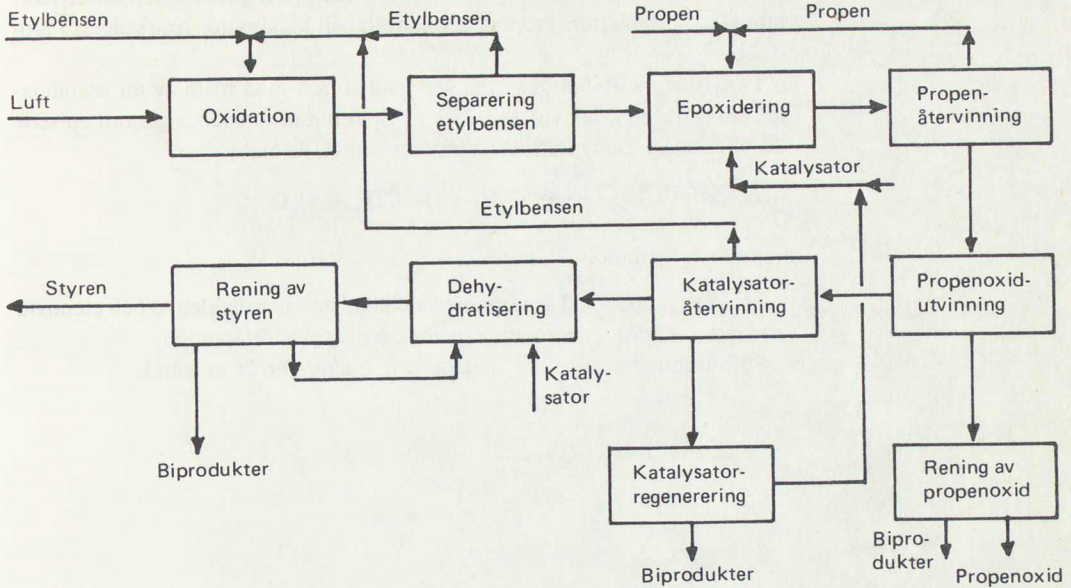 Etylbensen
Etylbensen
Propen
Propen
Luft
Oxidation
Separering
etylbensen
Epoxidering
Propen-
återvinning
Katalysator
Etylbensen
Styren
Rening av
styren
Dehy-
dratisering
Katalysator-
återvinning
Propenoxid-
utvinning
Kataly-
sator
Biprodukter
Katalysator-
regenerering
Rening av
propenoxid
Biprodukter
Bipro-
dukter
Propenoxid